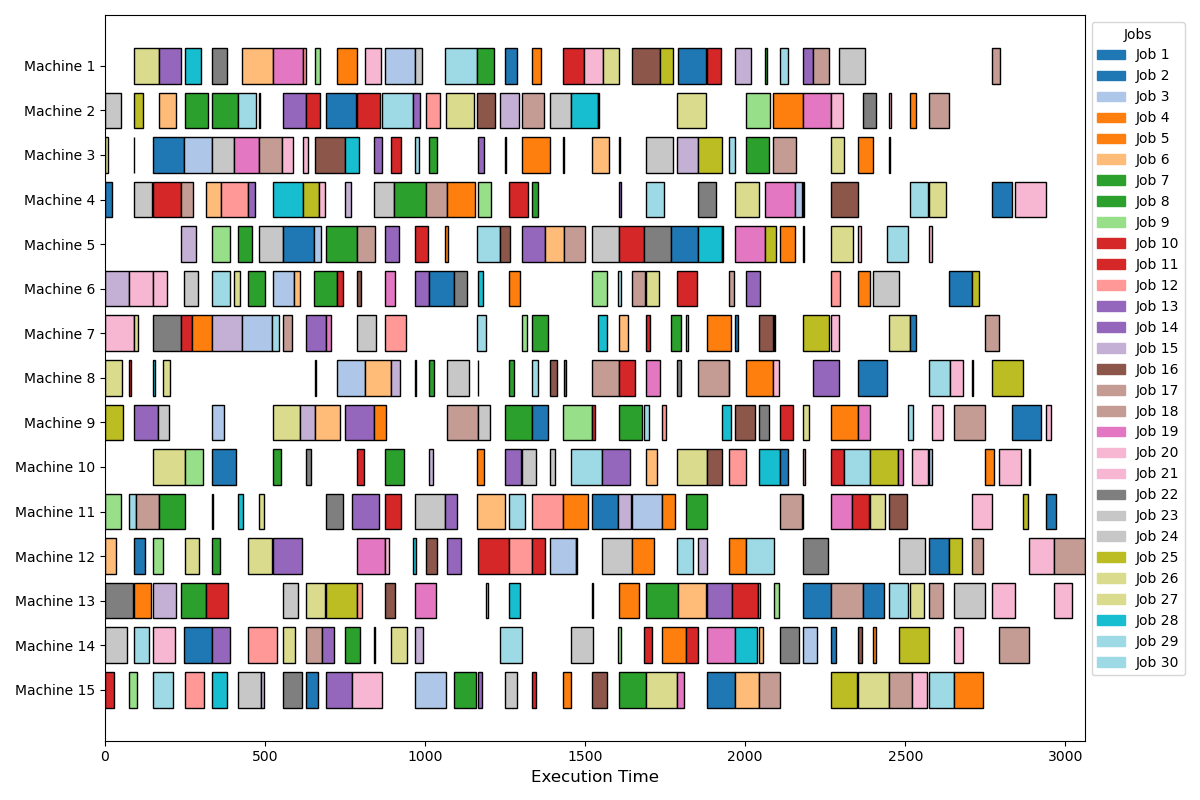 Machine 1
Machine 2
Machine 3
Machine 4
Machine 5
Machine 6
Machine 7
Machine 8
Machine 9
Machine 10
Machine 11
Machine 12
Machine 13
Machine 14
Machine 15
0 500 1000 1500 2000 2500 3000
Execution Time
Jobs
Job 1
Job 2
Job 3
Job 4
Job 5
Job 6
Job 7
Job 8
Job 9
Job 10
Job 11
Job 12
Job 13
Job 14
Job 15
Job 16
Job 17
Job 18
Job 19
Job 20
Job 21
Job 22
Job 23
Job 24
Job 25
Job 26
Job 27
Job 28
Job 29
Job 30